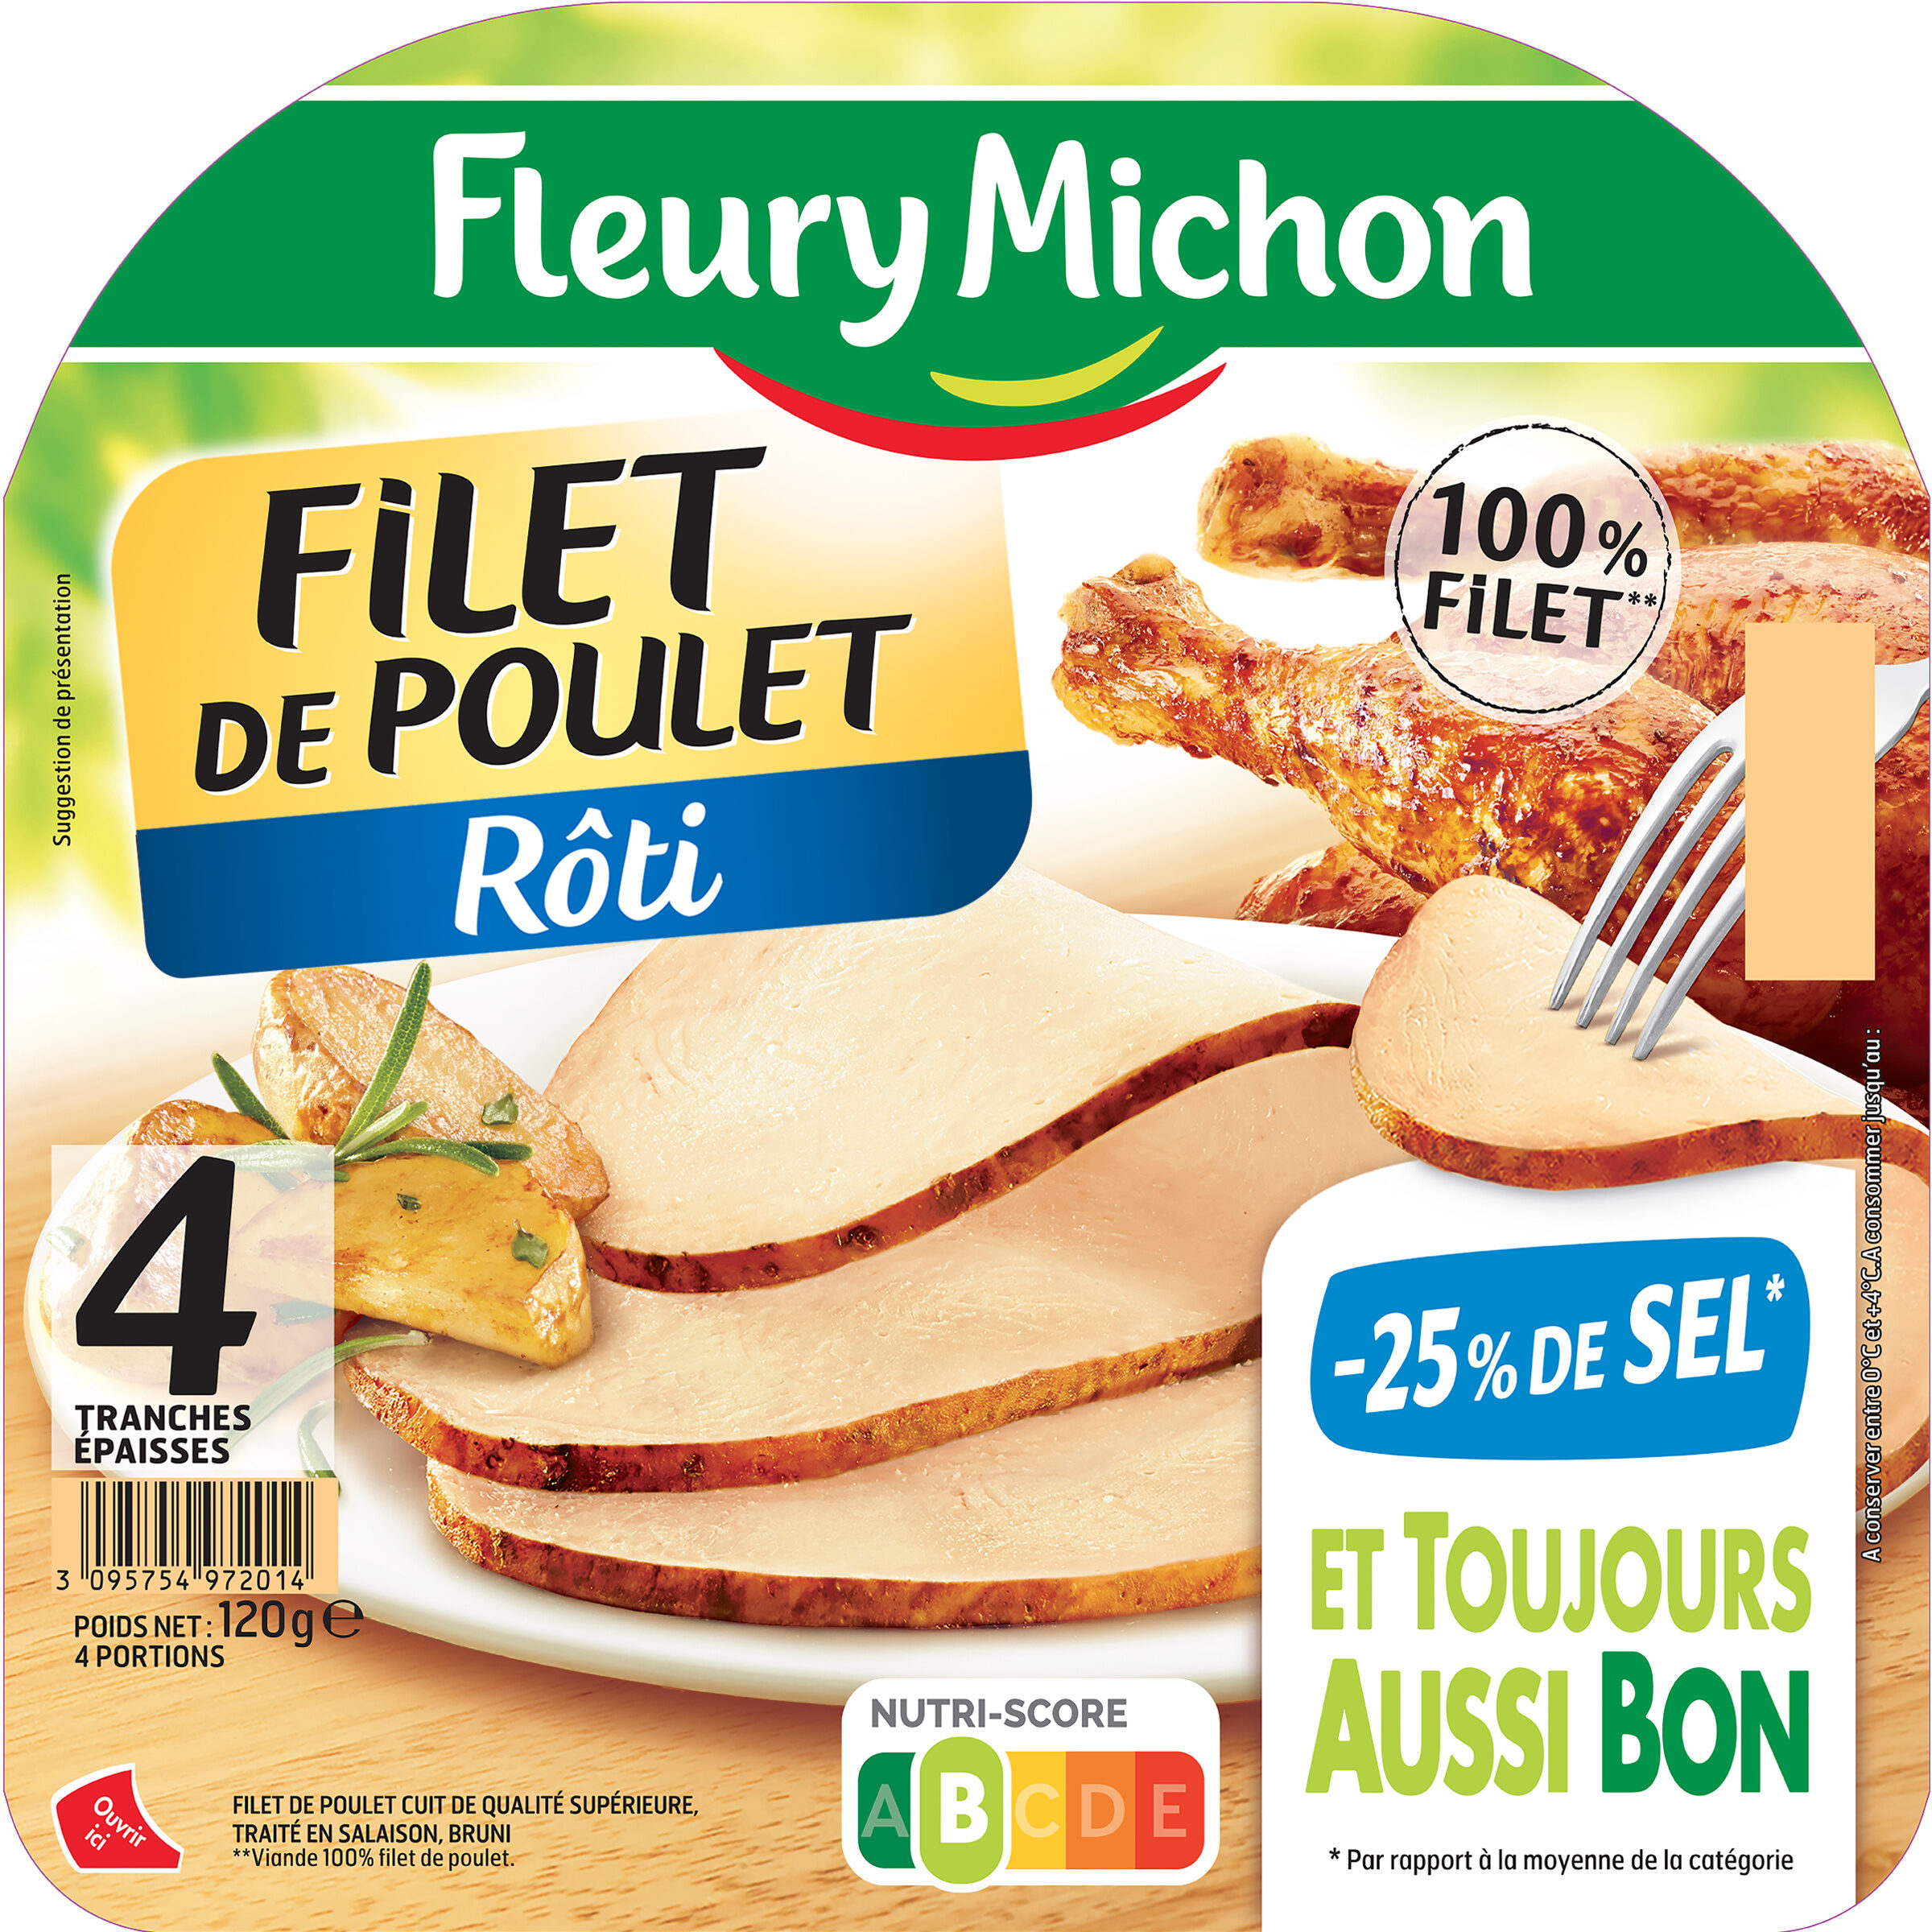 Fleury Michon
FiLET
DE POULET
Rôti
100%
FiLET**
Suggestion de présentation
4
TRANCHES
ÉPAISSES
3 095754 972014
POIDS NET : 120g e
4 PORTIONS
-25% DE SEL*
ET TOUJOURS
AUSSI BON
* Par rapport à la moyenne de la catégorie
A conserver entre 0°C et +4°C. A consommer jusqu'au :
NUTRI-SCORE
A B C D E
Ouvrir
ici
FILET DE POULET CUIT DE QUALITÉ SUPÉRIEURE,
TRAITÉ EN SALAISON, BRUNI
**Viande 100% filet de poulet.